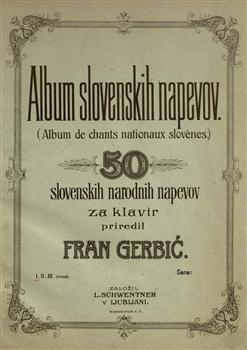 Album slovenskih napevov.
(Album de chants nationaux slovènes.)
50
slovenskih narodnih napevov
za klavir
priredil
FRAN GERBIĆ.
I. II. III. zvezek.
Cena:
ZALOŽIL
L. SCHWENTNER
V LJUBLJANI.